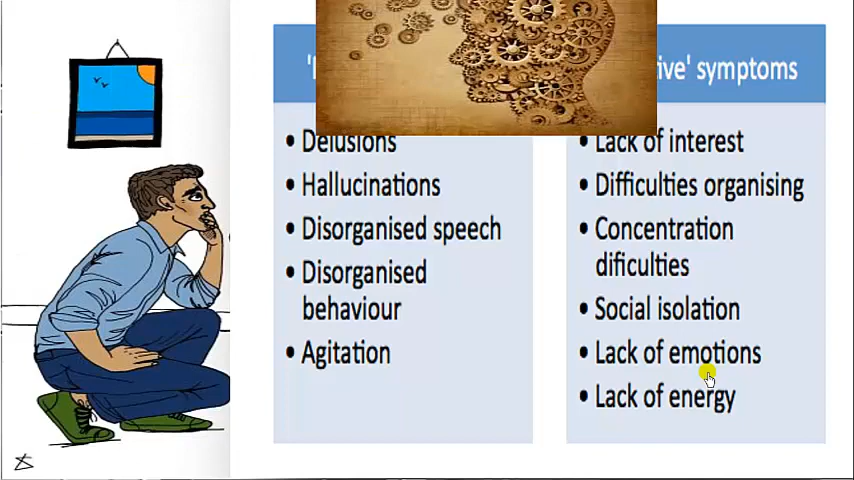 ive' symptoms
• Delusions
• Hallucinations
• Disorganised speech
• Disorganised
behaviour
• Agitation
• Lack of interest
• Difficulties organising
• Concentration
dificulties
• Social isolation
• Lack of emotions
• Lack of energy